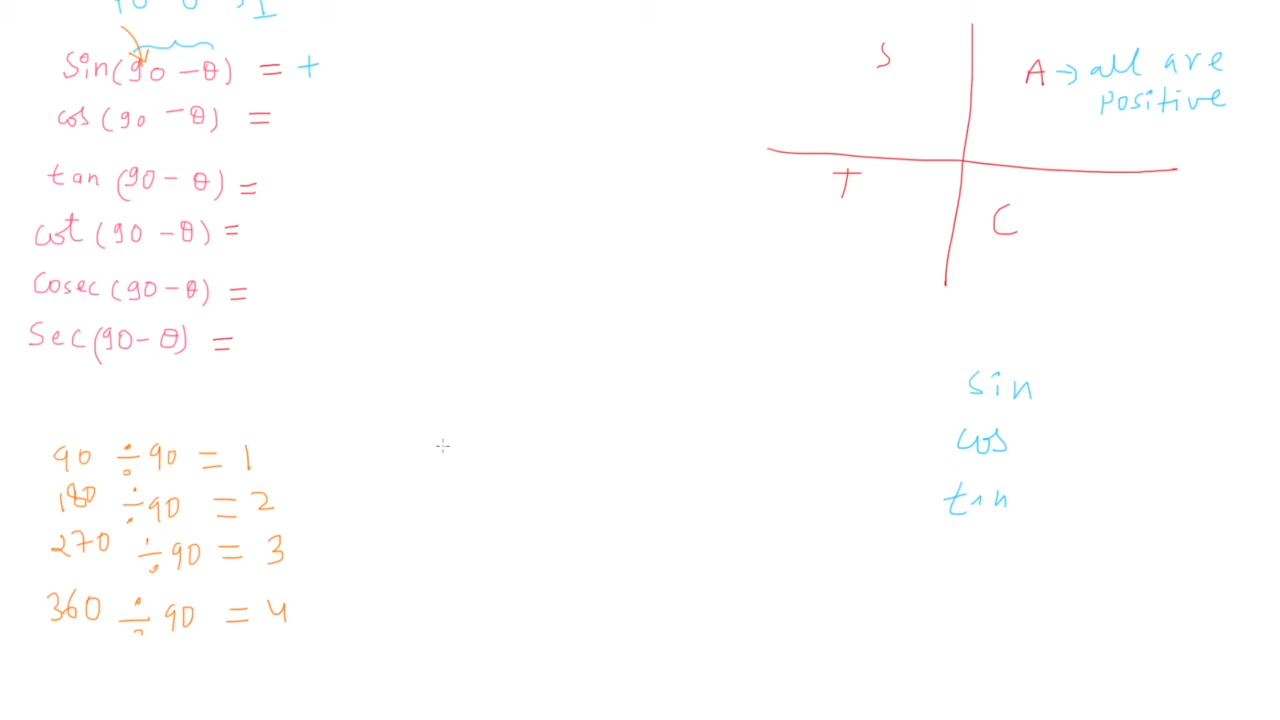 Sin(90 - θ) = +
cos (90 - θ) =
tan (90 - θ) =
cot (90 - θ) =
Cosec (90 - θ) =
Sec (90 - θ) =
90 ÷ 90 = 1
180 ÷ 90 = 2
270 ÷ 90 = 3
360 ÷ 90 = 4
S
A → all are
positive
T
C
sin
cos
tan